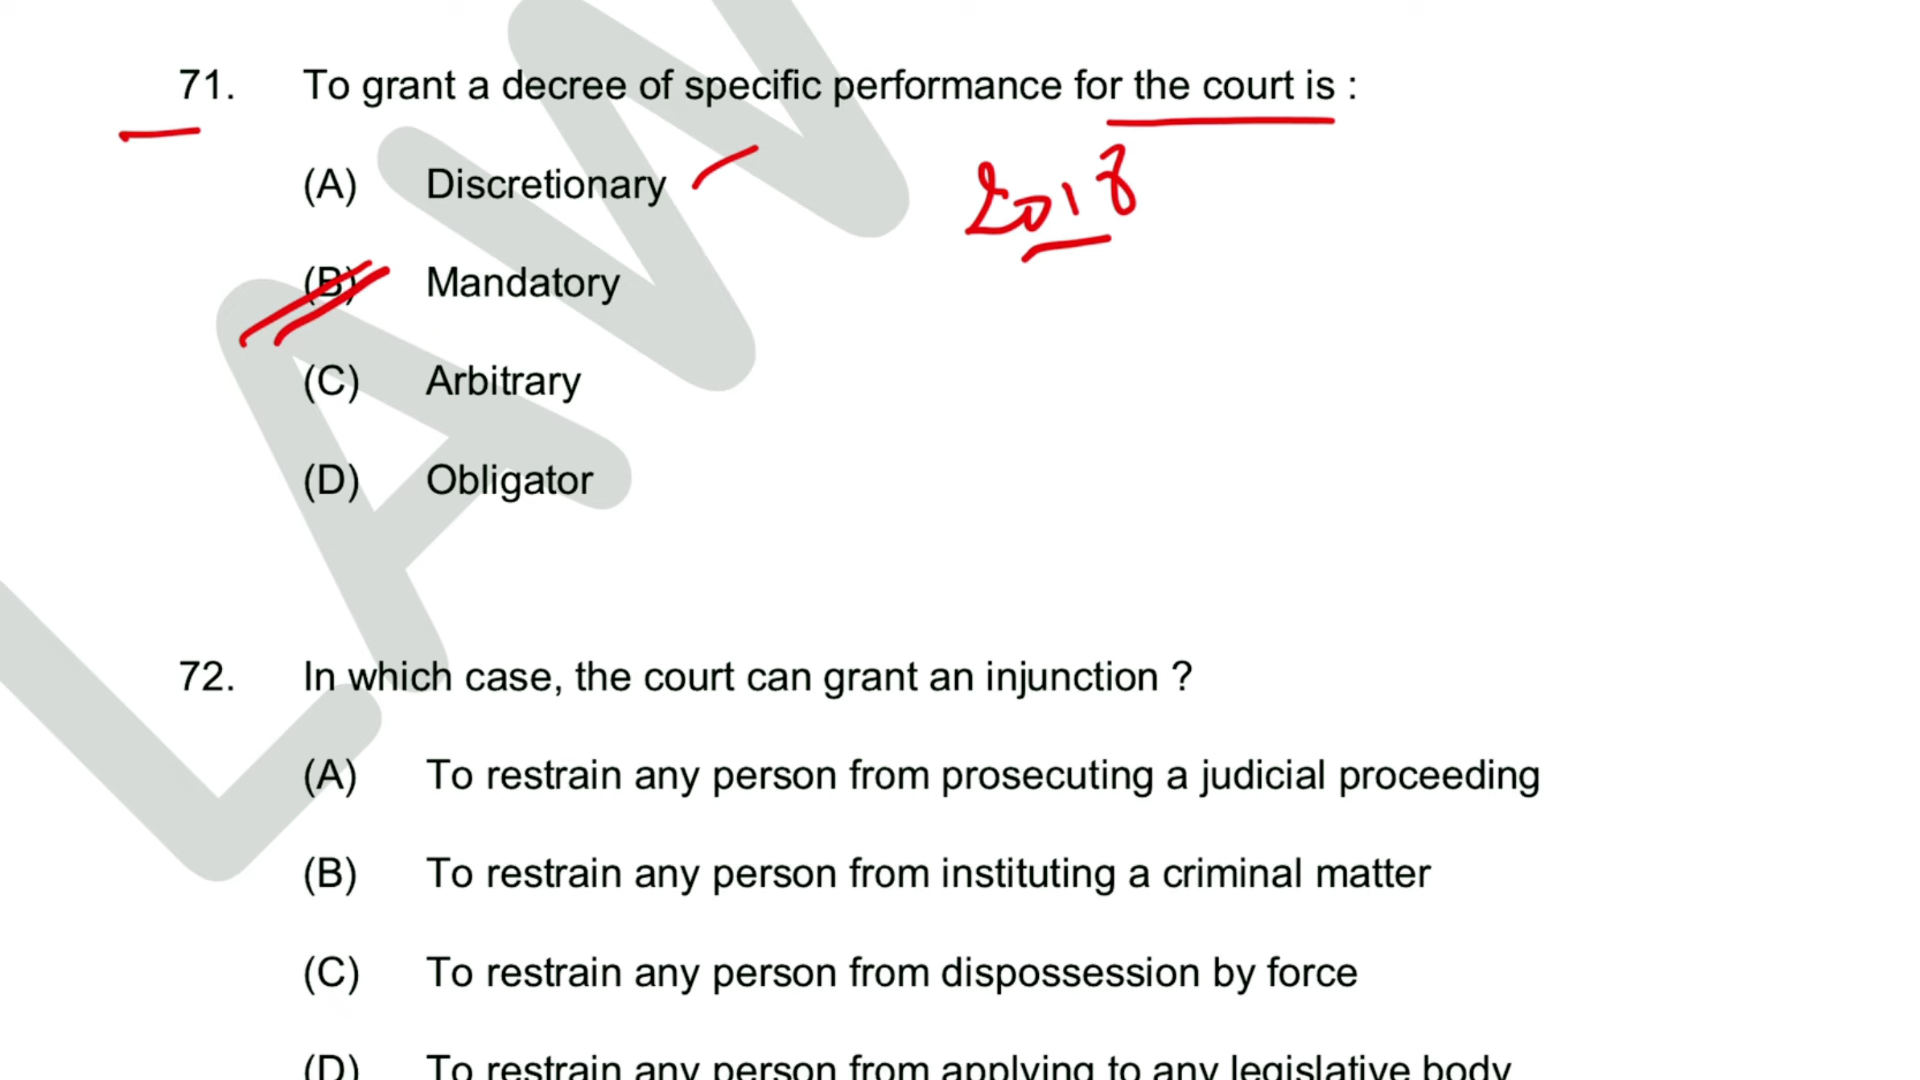 71. To grant a decree of specific performance for the court is :
(A) Discretionary
2018
(B) Mandatory
(C) Arbitrary
(D) Obligator
72. In which case, the court can grant an injunction ?
(A) To restrain any person from prosecuting a judicial proceeding
(B) To restrain any person from instituting a criminal matter
(C) To restrain any person from dispossession by force
(D) To restrain any person from applying to any legislative body
LAW